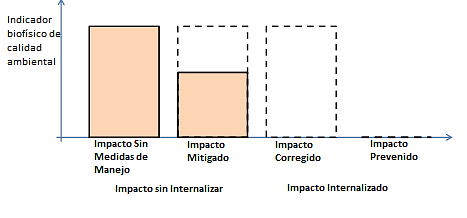 Indicador
biofísico de
calidad
ambiental
Impacto Sin
Medidas de
Manejo
Impacto
Mitigado
Impacto
Corregido
Impacto
Prevenido
Impacto sin Internalizar
Impacto Internalizado